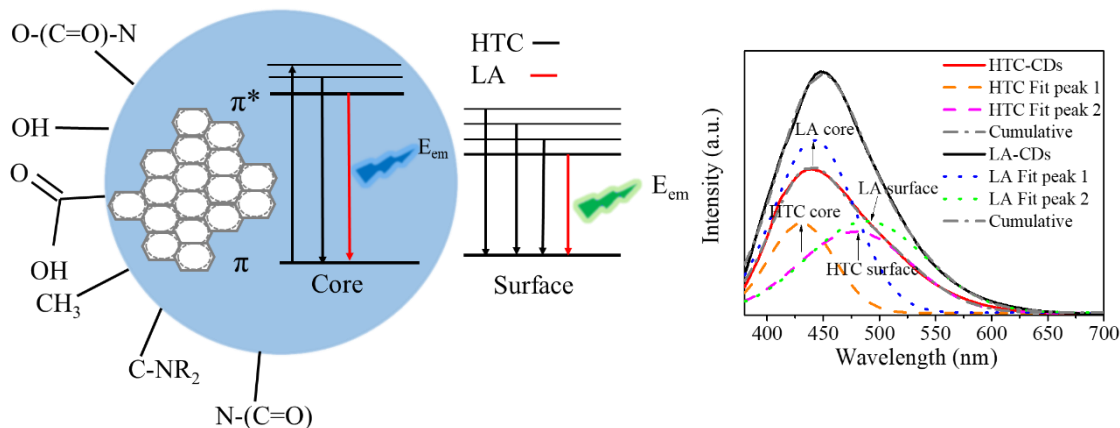 O-(C=O)-N
OH
O
OH
CH₃
C-NR₂
N-(C=O)
π*
π
Eₑₘ
Core
HTC
LA
Eₑₘ
Surface
Intensity (a.u.)
HTC-CDs
HTC Fit peak 1
HTC Fit peak 2
Cumulative
LA-CDs
LA Fit peak 1
LA Fit peak 2
Cumulative
LA core
LA surface
HTC core
HTC surface
400 450 500 550 600 650 700
Wavelength (nm)